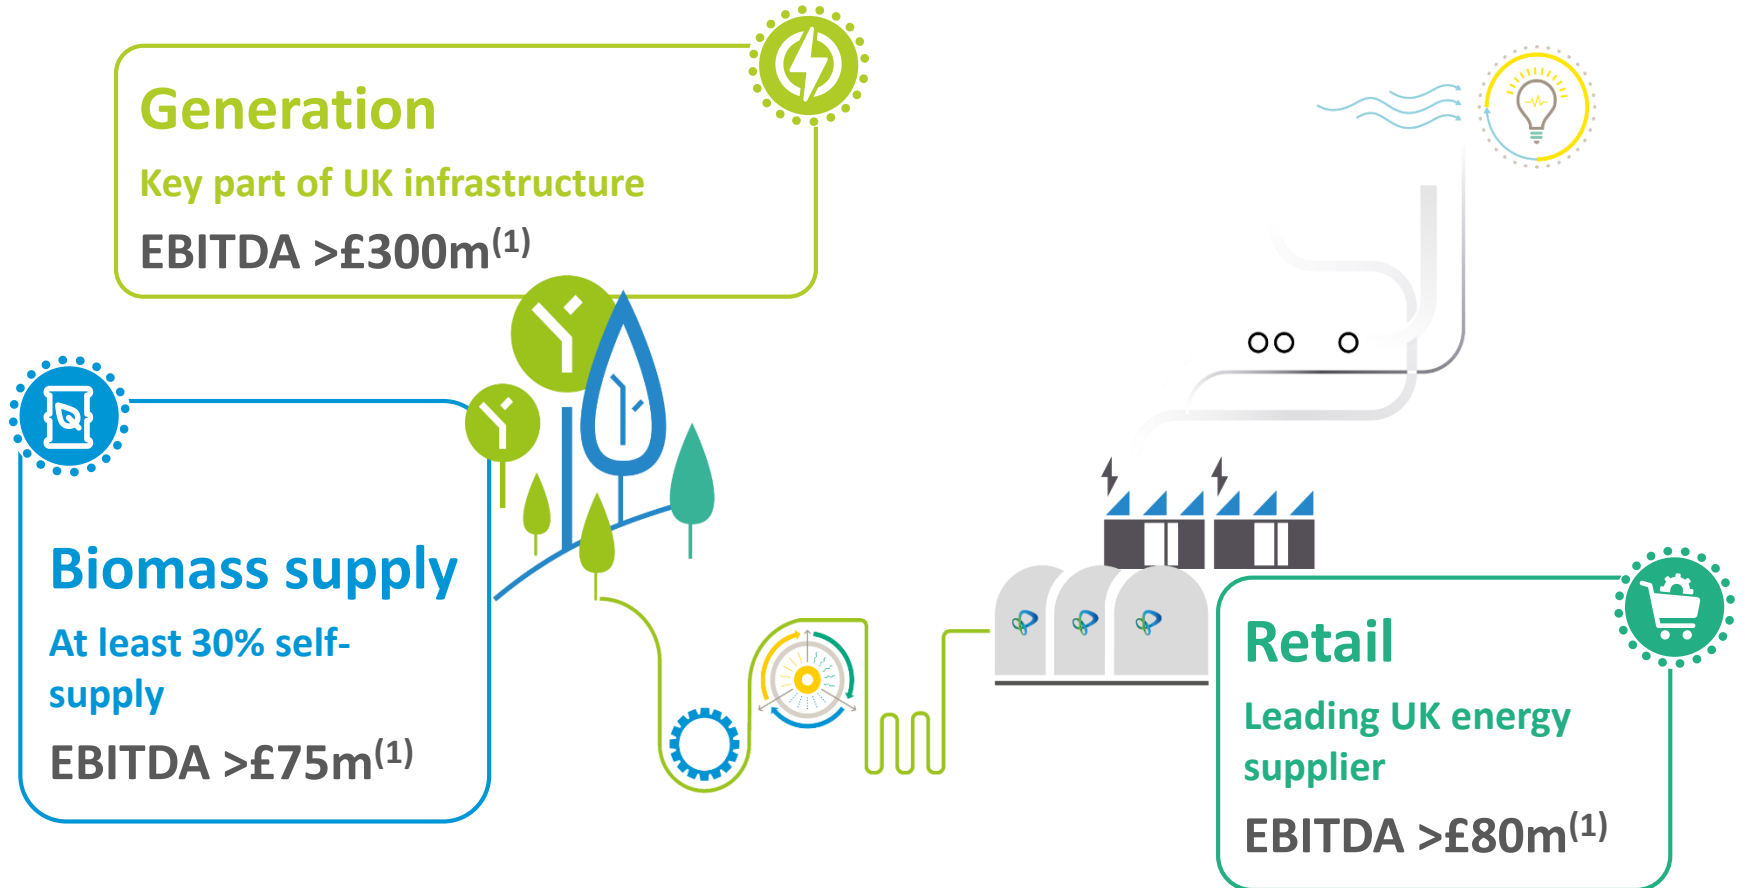 Generation
Key part of UK infrastructure
EBITDA >£300m(1)
Biomass supply
At least 30% self-
supply
EBITDA >£75m(1)
Retail
Leading UK energy
supplier
EBITDA >£80m(1)